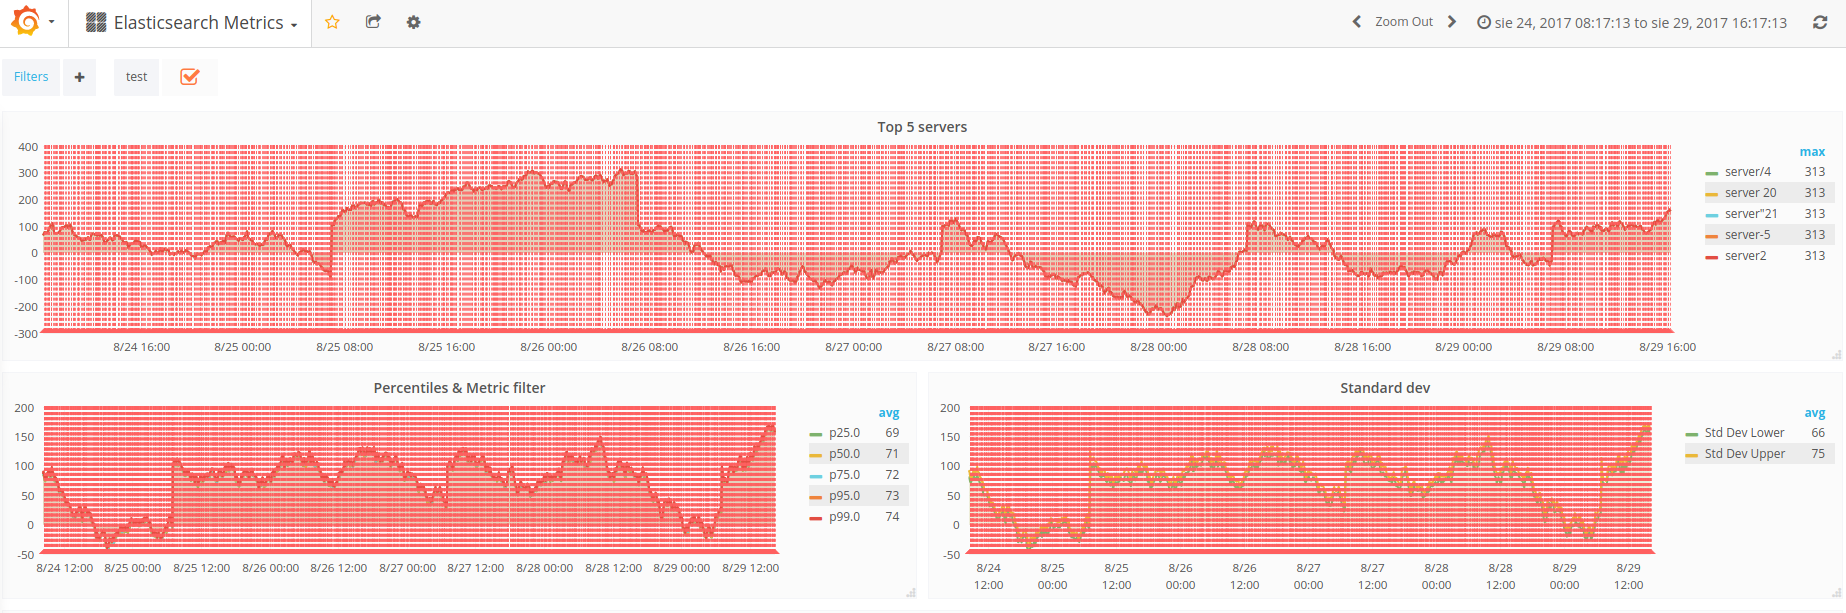 Elasticsearch Metrics
Zoom Out
sie 24, 2017 08:17:13 to sie 29, 2017 16:17:13
Filters
+
test
Top 5 servers
400
300
200
100
0
-100
-200
-300
8/24 16:00 8/25 00:00 8/25 08:00 8/25 16:00 8/26 00:00 8/26 08:00 8/26 16:00 8/27 00:00 8/27 08:00 8/27 16:00 8/28 00:00 8/28 08:00 8/28 16:00 8/29 00:00 8/29 08:00 8/29 16:00
max
server/4 313
server 20 313
server"21 313
server-5 313
server2 313
Percentiles & Metric filter
200
150
100
50
0
-50
8/24 12:00 8/25 00:00 8/25 12:00 8/26 00:00 8/26 12:00 8/27 00:00 8/27 12:00 8/28 00:00 8/28 12:00 8/29 00:00 8/29 12:00
avg
p25.0 69
p50.0 71
p75.0 72
p95.0 73
p99.0 74
Standard dev
200
150
100
50
0
-50
8/24 8/25 8/25 8/26 8/26 8/27 8/27 8/28 8/28 8/29 8/29
12:00 00:00 12:00 00:00 12:00 00:00 12:00 00:00 12:00 00:00 12:00
avg
Std Dev Lower 66
Std Dev Upper 75